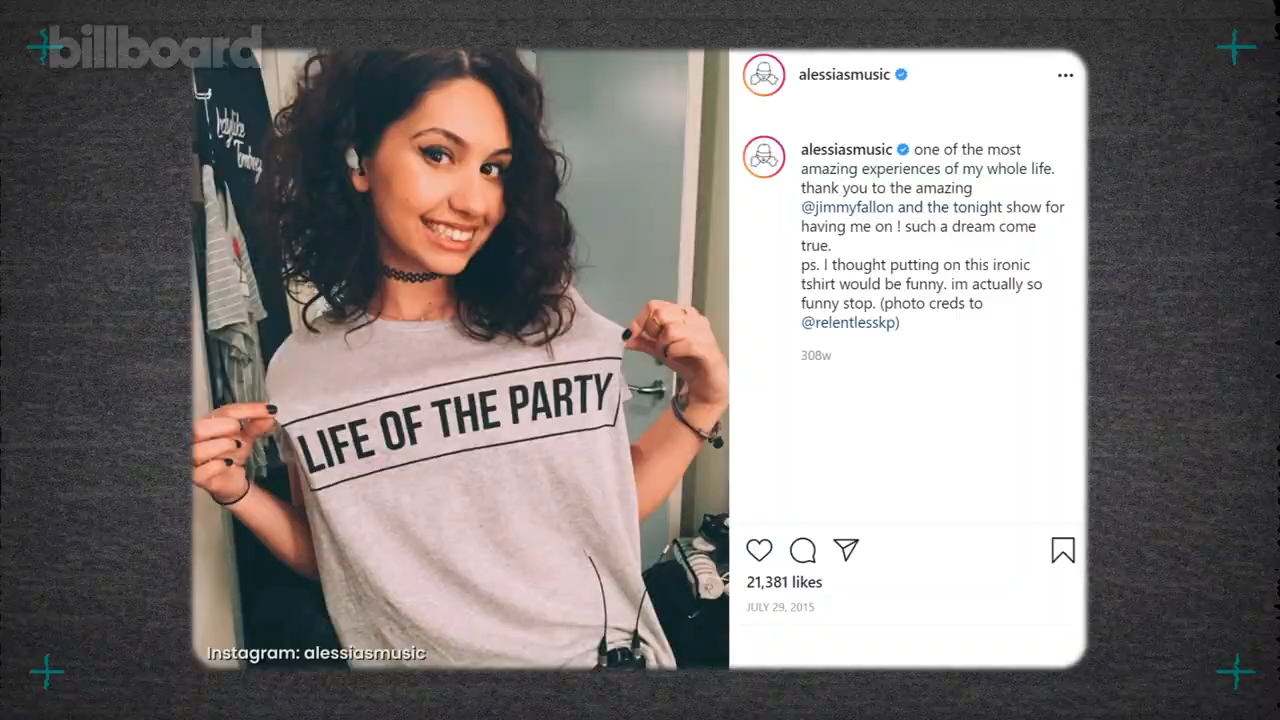 billboard
Ladylike
Tendency
alessiasmusic
alessiasmusic one of the most
amazing experiences of my whole life.
thank you to the amazing
@jimmyfallon and the tonight show for
having me on ! such a dream come
true.
ps. I thought putting on this ironic
tshirt would be funny. im actually so
funny stop. (photo creds to
@relentlesskp)
308w
LIFE OF THE PARTY
21,381 likes
JULY 29, 2015
Instagram: alessiasmusic